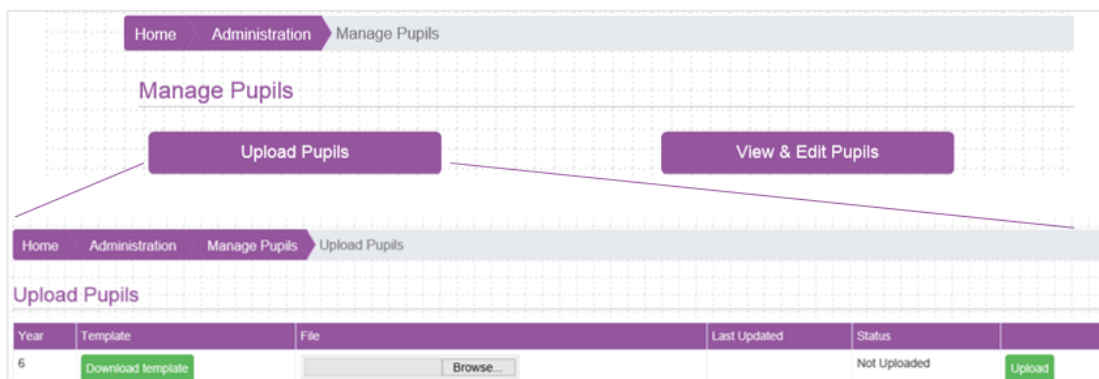 Home Administration Manage Pupils
Manage Pupils
Upload Pupils View & Edit Pupils
Home Administration Manage Pupils Upload Pupils
Upload Pupils
Year Template File Last Updated Status
6 Download template Browse... Not Uploaded Upload